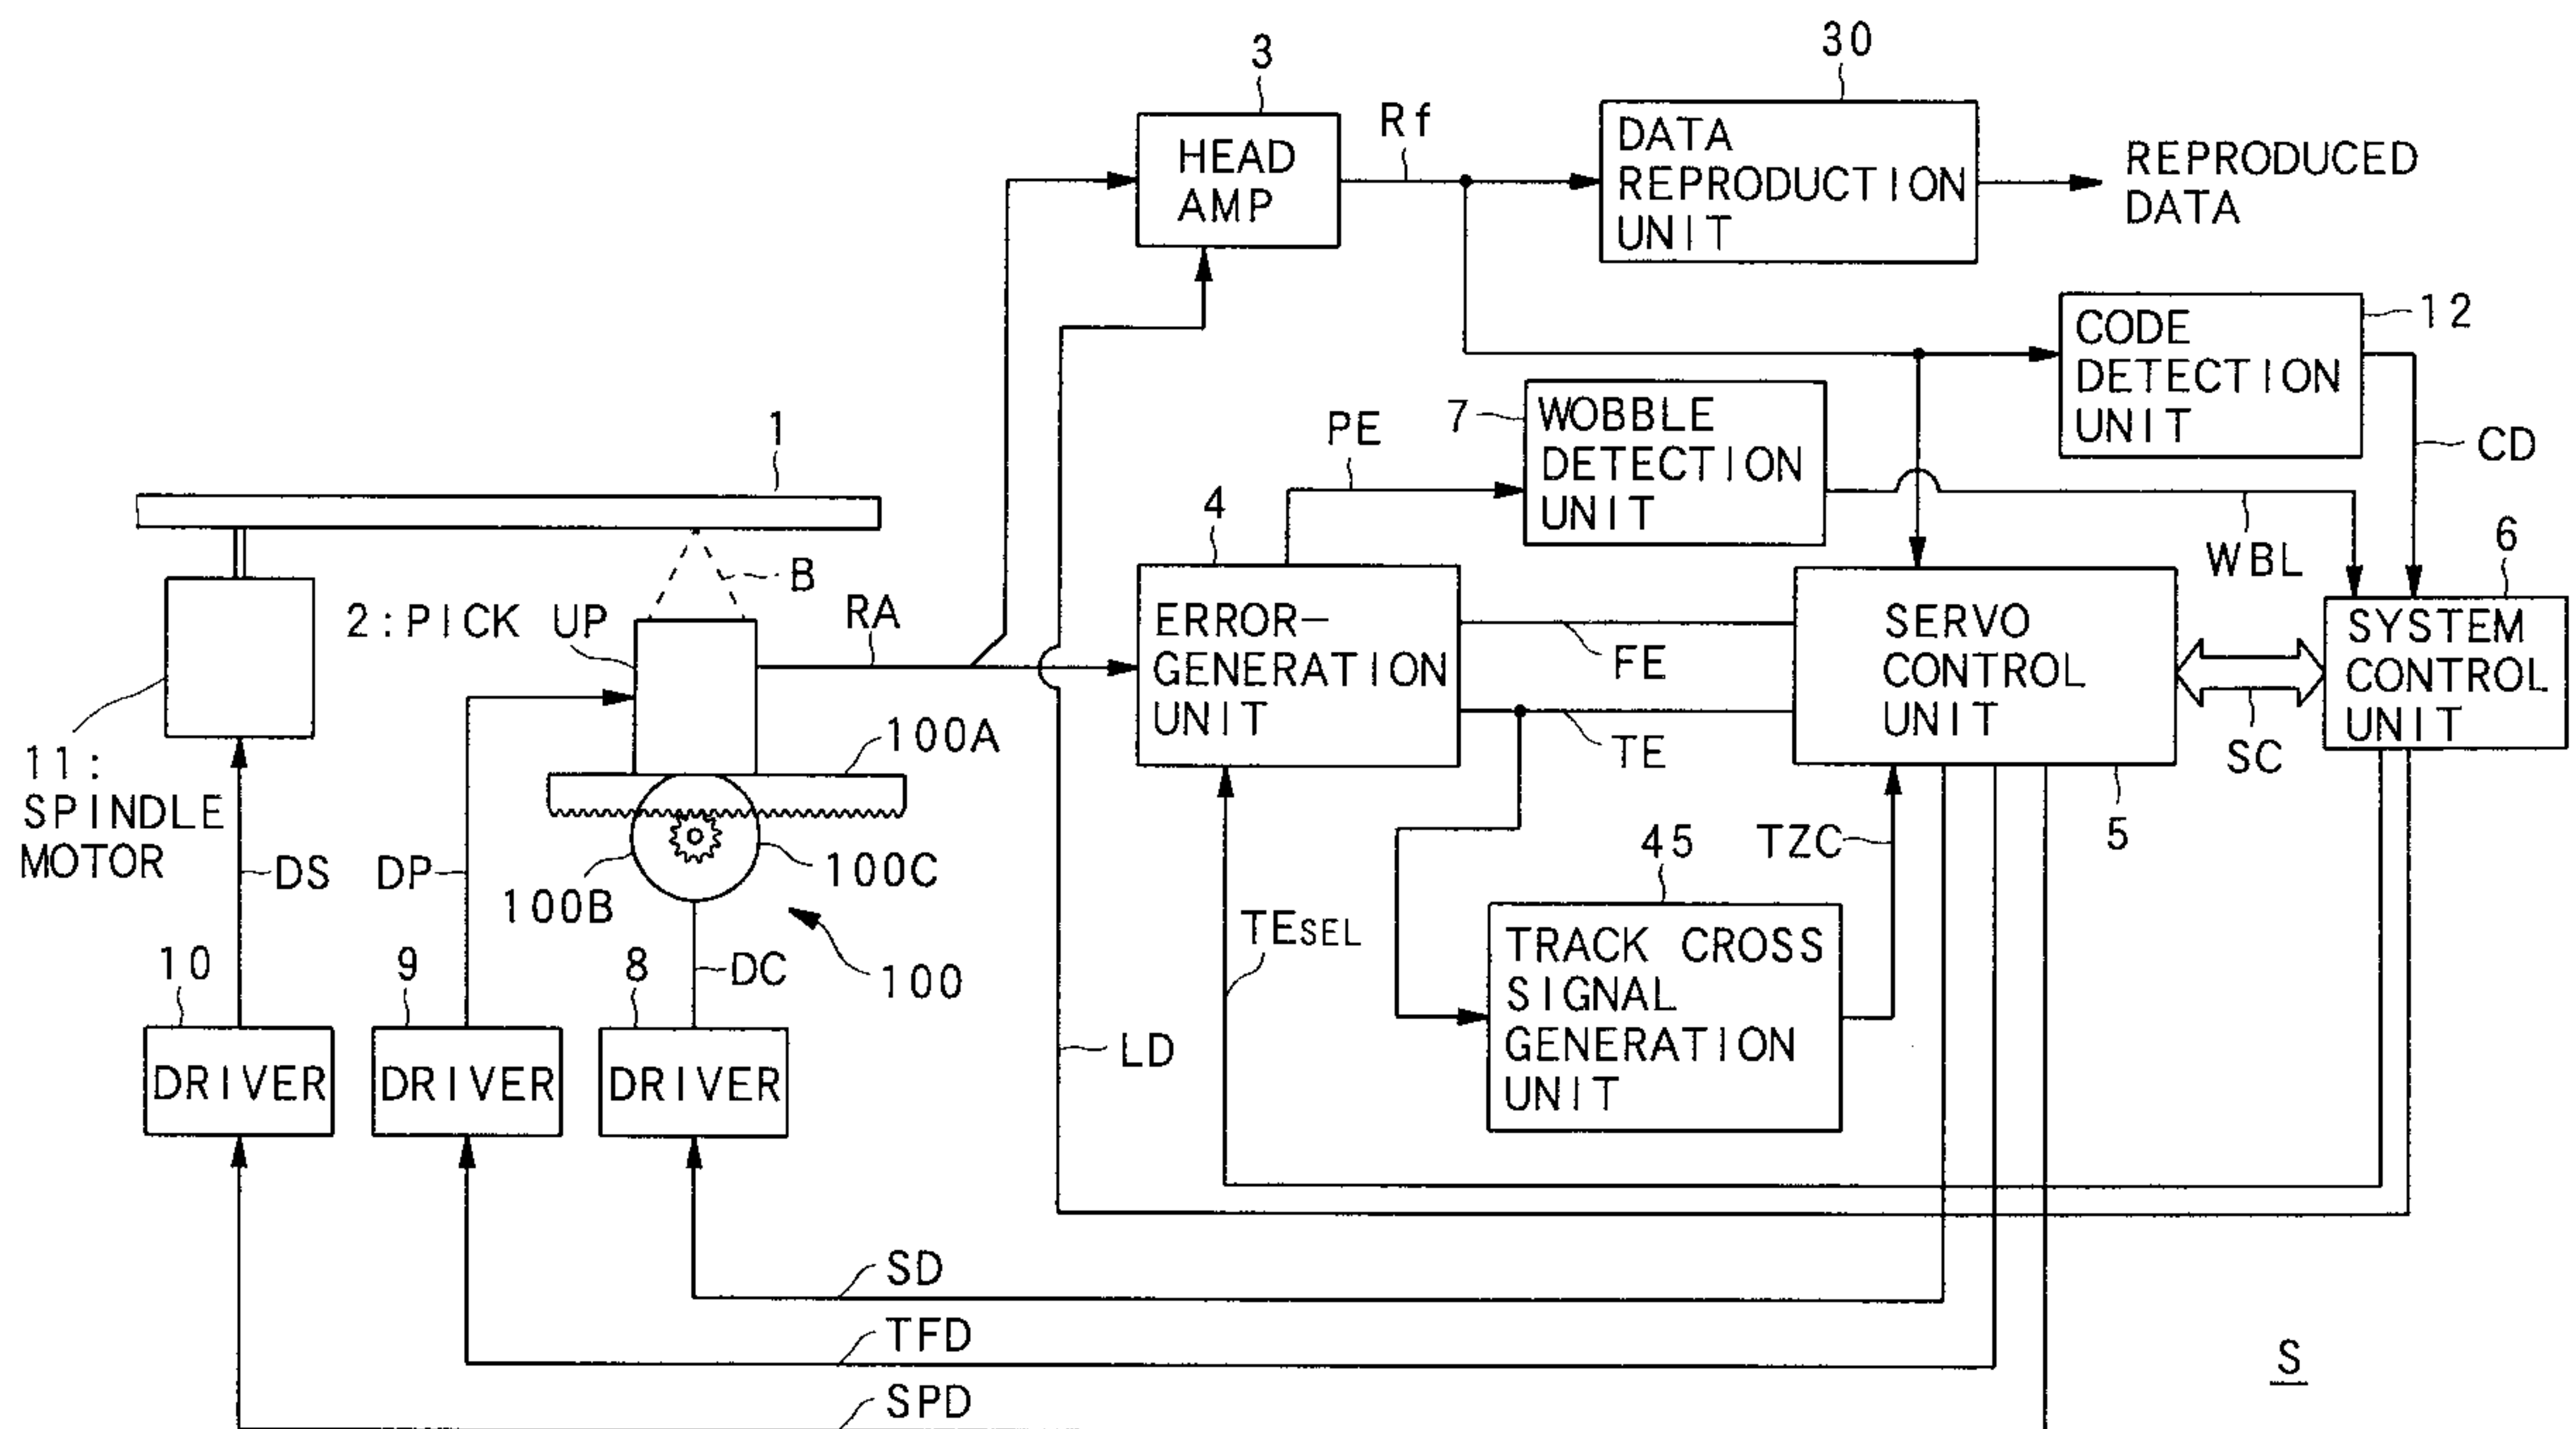 3
30
HEAD
AMP
Rf
DATA
REPRODUCTION
UNIT
REPRODUCED
DATA
CODE
DETECTION
UNIT
12
CD
7
WOBBLE
DETECTION
UNIT
PE
WBL
1
B
2:PICK UP
RA
4
ERROR-
GENERATION
UNIT
FE
TE
SERVO
CONTROL
UNIT
5
SC
6
SYSTEM
CONTROL
UNIT
11:
SPINDLE
MOTOR
100A
100B
100C
100
DS
DP
DC
10
DRIVER
9
DRIVER
8
DRIVER
LD
TESEL
45
TRACK CROSS
SIGNAL
GENERATION
UNIT
TZC
SD
TFD
SPD
S